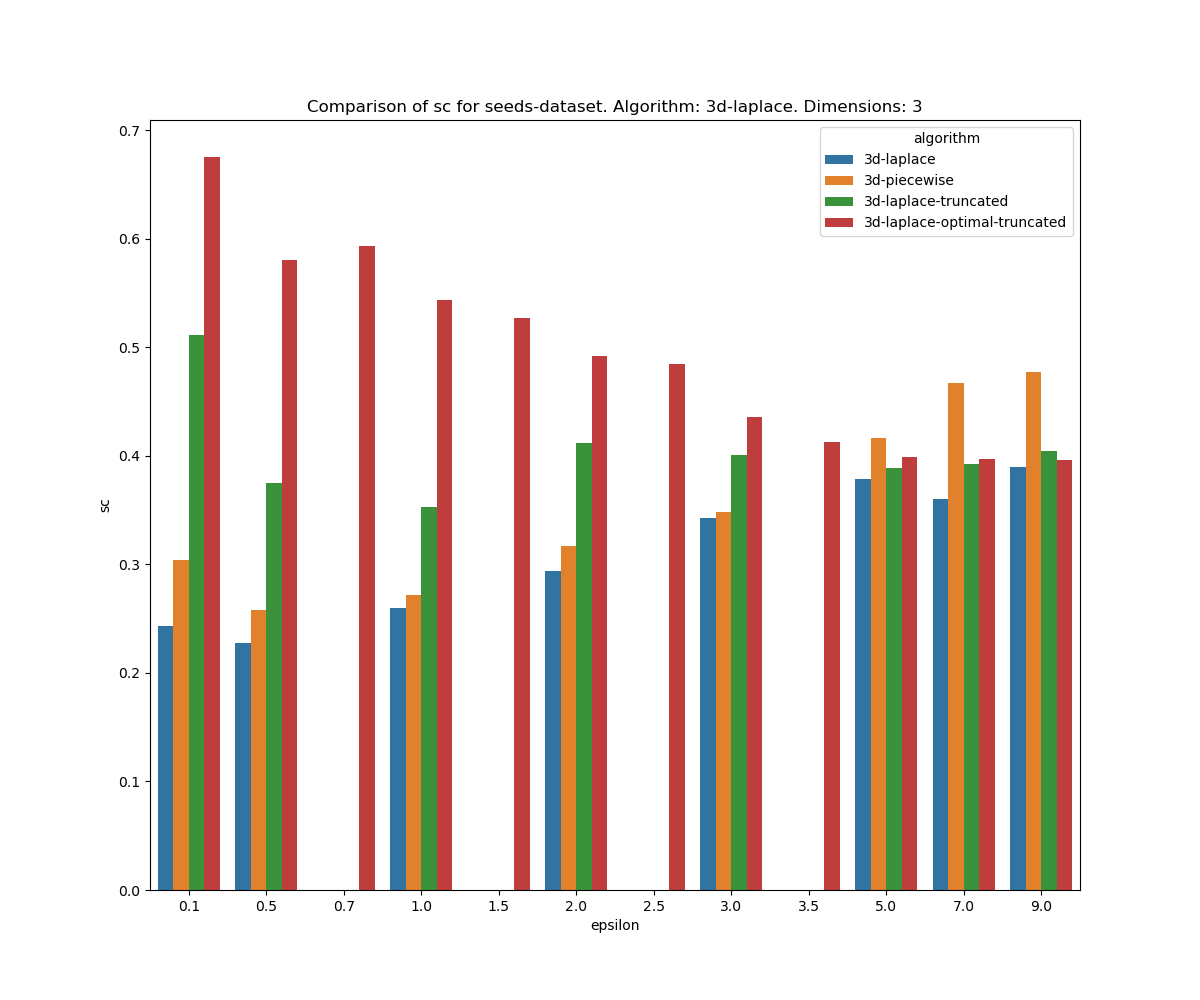 Comparison of sc for seeds-dataset. Algorithm: 3d-laplace. Dimensions: 3
algorithm
3d-laplace
3d-piecewise
3d-laplace-truncated
3d-laplace-optimal-truncated
0.7
0.6
0.5
0.4
0.3
0.2
0.1
0.0
sc
0.1 0.5 0.7 1.0 1.5 2.0 2.5 3.0 3.5 5.0 7.0 9.0
epsilon